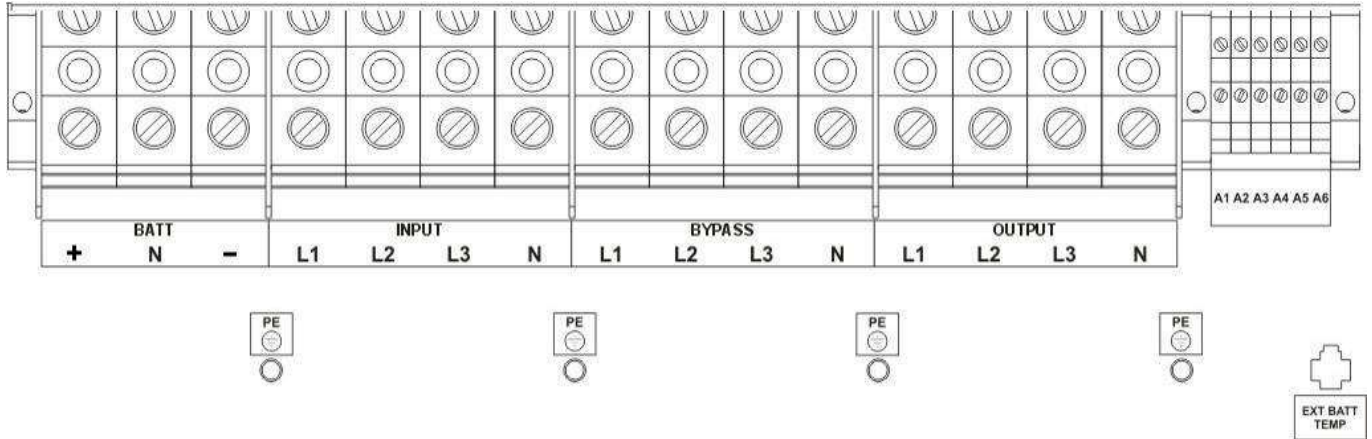 A1 A2 A3 A4 A5 A6
BATT INPUT BYPASS OUTPUT
+ N − L1 L2 L3 N L1 L2 L3 N L1 L2 L3 N
PE PE PE PE
EXT BATT
TEMP